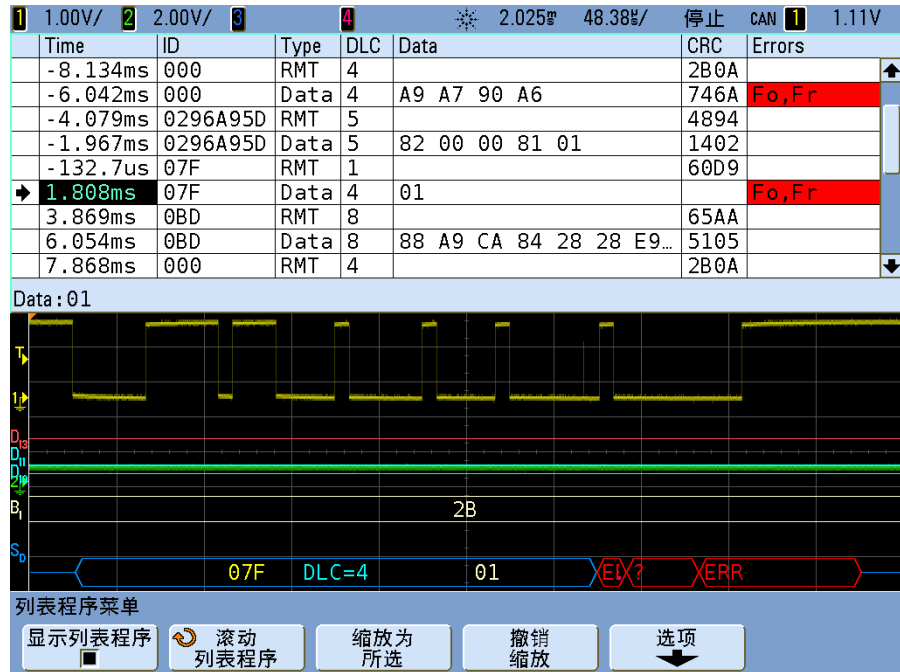 1 1.00V/ 2 2.00V/ 3 4 2.025㎳ 48.38㎲/ 停止 CAN 1 1.11V
Time ID Type DLC Data CRC Errors
-8.134ms 000 RMT 4 2B0A
-6.042ms 000 Data 4 A9 A7 90 A6 746A Fo,Fr
-4.079ms 0296A95D RMT 5 4894
-1.967ms 0296A95D Data 5 82 00 00 81 01 1402
-132.7us 07F RMT 1 60D9
1.808ms 07F Data 4 01 Fo,Fr
3.869ms 0BD RMT 8 65AA
6.054ms 0BD Data 8 88 A9 CA 84 28 28 E9… 5105
7.868ms 000 RMT 4 2B0A
Data:01
T
1
D13
D11
D10
2
B1 2B
SD
07F DLC=4 01 ? ERR
列表程序菜单
显示列表程序 滚动 列表程序 缩放为 所选 撤销 缩放 选项